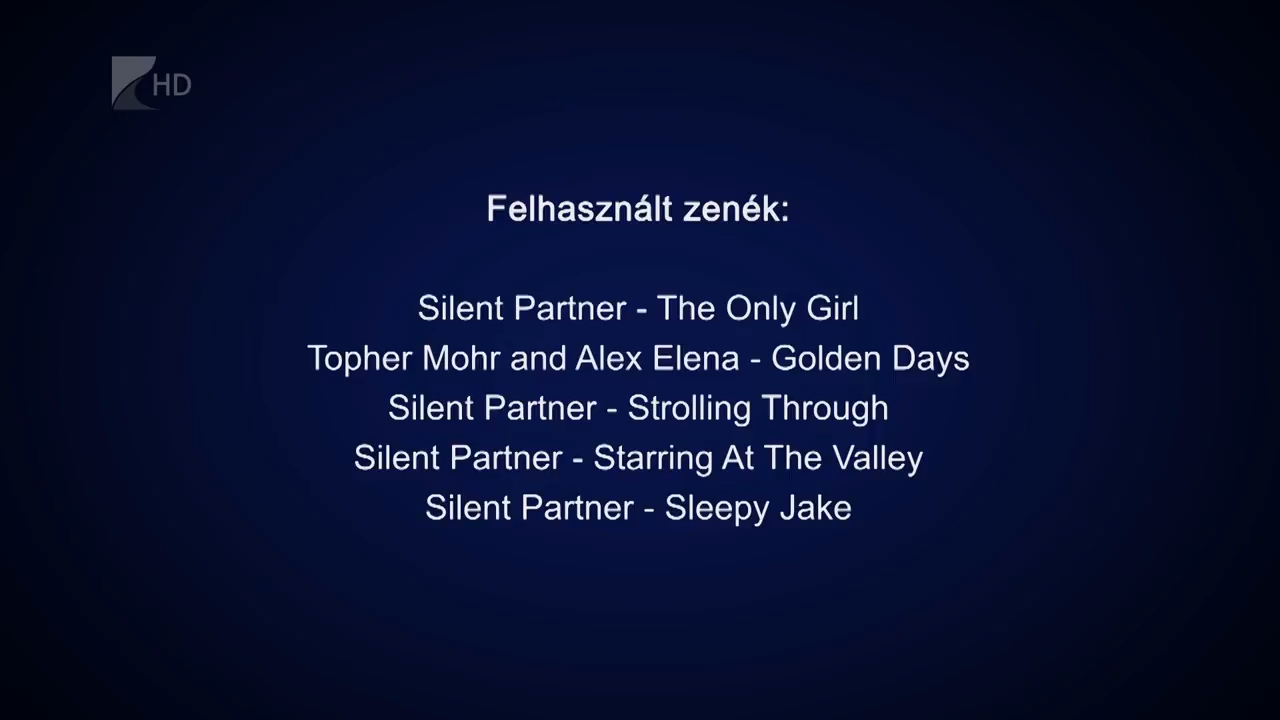 HD
Felhasznált zenék:
Silent Partner - The Only Girl
Topher Mohr and Alex Elena - Golden Days
Silent Partner - Strolling Through
Silent Partner - Starring At The Valley
Silent Partner - Sleepy Jake